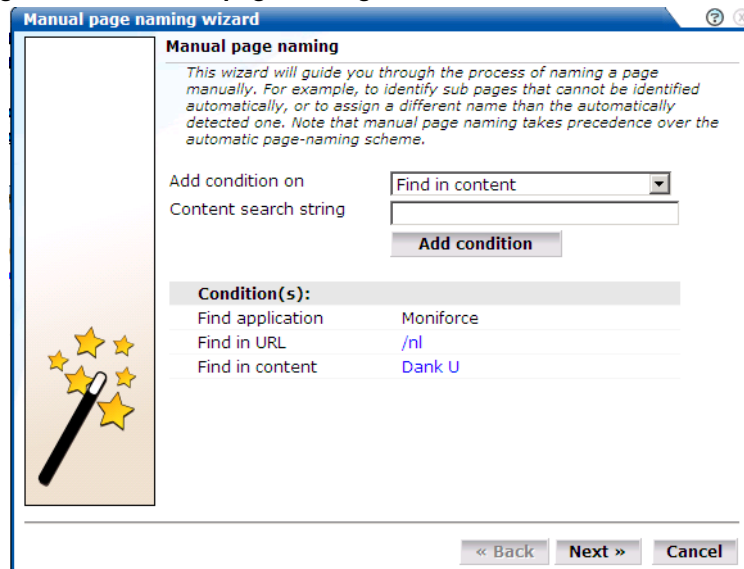 Manual page naming wizard
Manual page naming
This wizard will guide you through the process of naming a page
manually. For example, to identify sub pages that cannot be identified
automatically, or to assign a different name than the automatically
detected one. Note that manual page naming takes precedence over the
automatic page-naming scheme.
Add condition on Find in content
Content search string
Add condition
Condition(s):
Find application Moniforce
Find in URL /nl
Find in content Dank U
« Back Next » Cancel